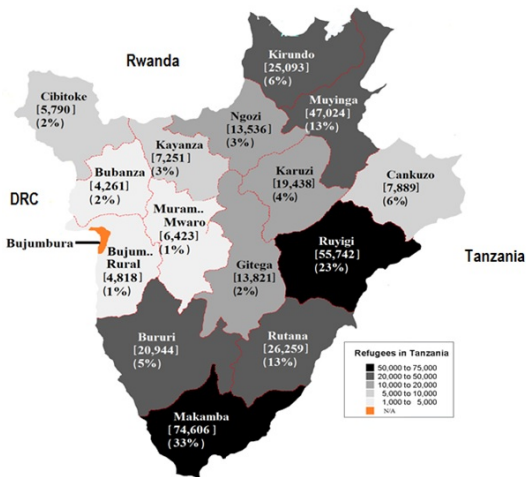 Rwanda
Kirundo
[25,093]
(6%)
Cibitoke
[5,790]
(2%)
Ngozi
[13,536]
(3%)
Muyinga
[47,024]
(13%)
Kayanza
[7,251]
(3%)
Bubanza
[4,261]
(2%)
Karuzi
[19,438]
(4%)
Cankuzo
[7,889]
(6%)
DRC
Muram..
Mwaro
[6,423]
(1%)
Bujumbura
Bujum..
Rural
[4,818]
(1%)
Ruyigi
[55,742]
(23%)
Tanzania
Gitega
[13,821]
(2%)
Bururi
[20,944]
(5%)
Rutana
[26,259]
(13%)
Makamba
[74,606]
(33%)
Refugees in Tanzania
50,000 to 75,000
20,000 to 50,000
10,000 to 20,000
5,000 to 10,000
1,000 to 5,000
N/A